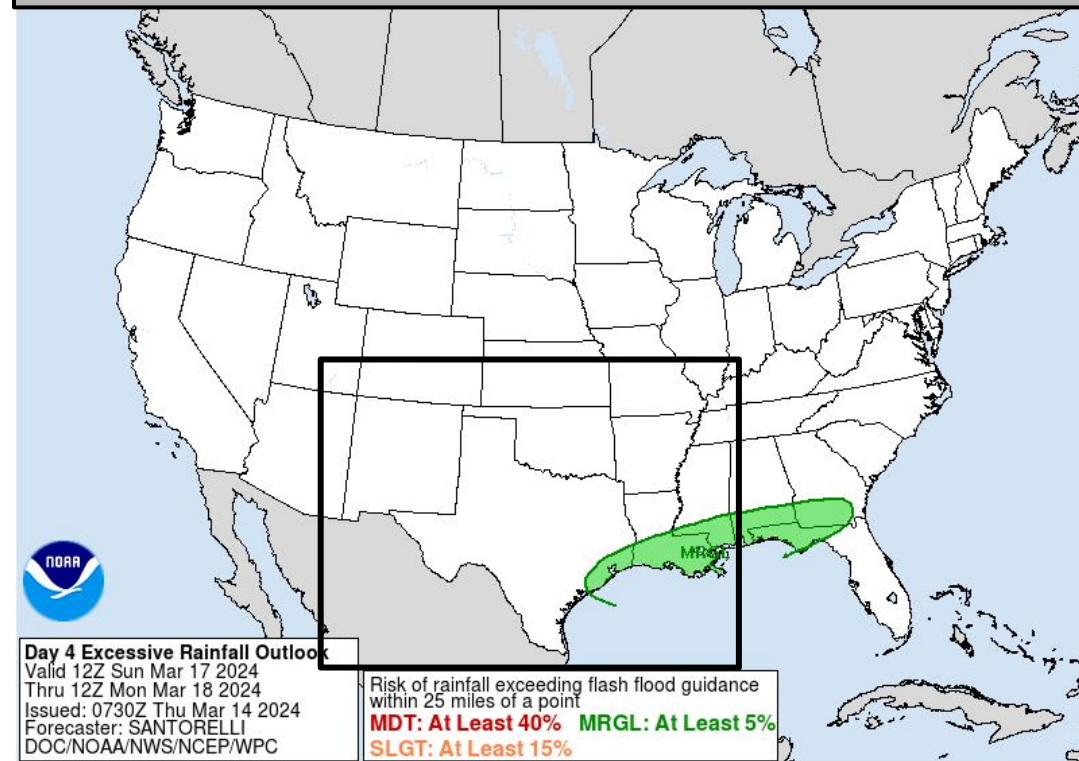 MRGL
NOAA
Day 4 Excessive Rainfall Outlook
Valid 12Z Sun Mar 17 2024
Thru 12Z Mon Mar 18 2024
Issued: 0730Z Thu Mar 14 2024
Forecaster: SANTORELLI
DOC/NOAA/NWS/NCEP/WPC
Risk of rainfall exceeding flash flood guidance
within 25 miles of a point
MDT: At Least 40% MRGL: At Least 5%
SLGT: At Least 15%